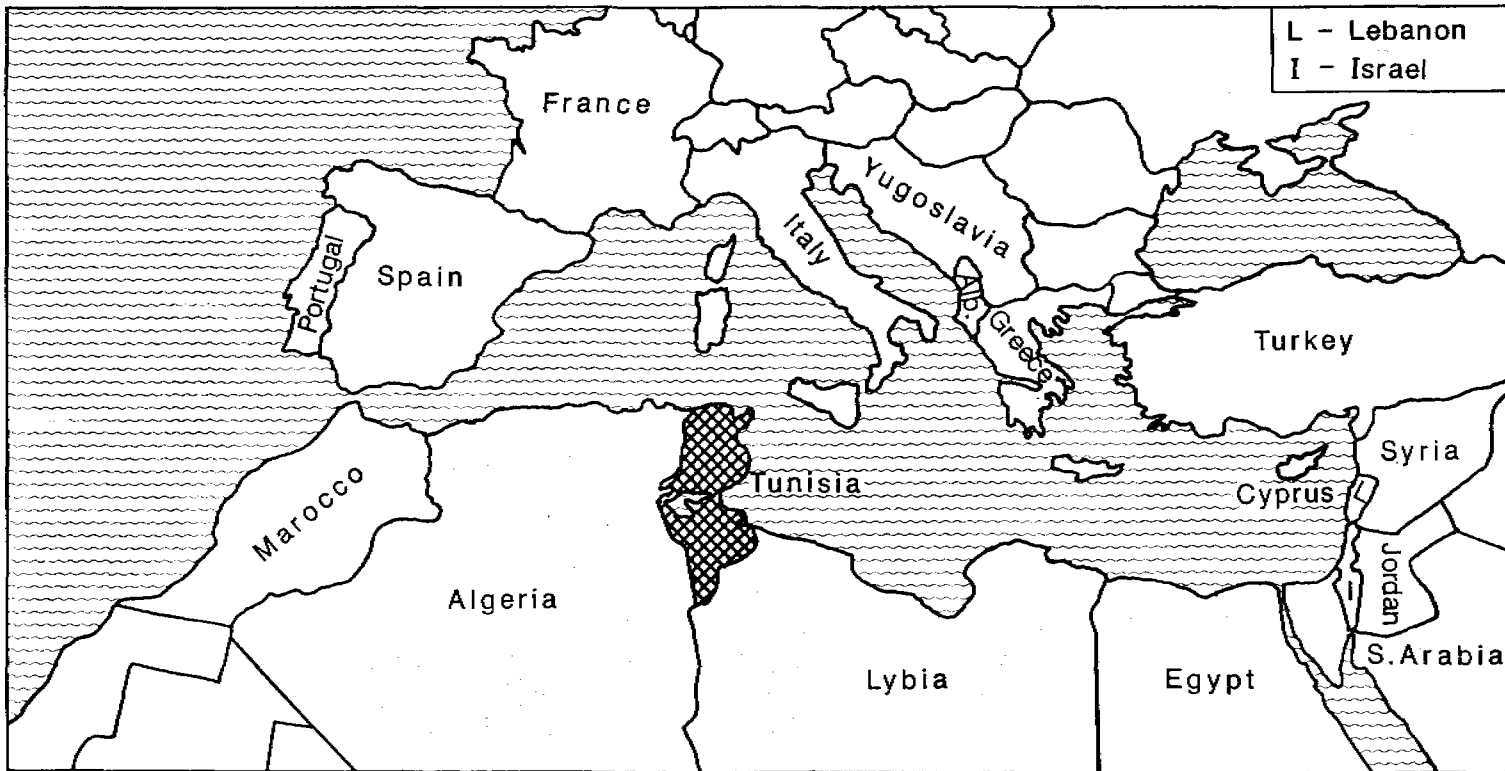 L - Lebanon
I - Israel
France
Yugoslavia
Italy
Portugal
Spain
Alb.
Greece
Turkey
Syria
Tunisia
Cyprus
L
Marocco
Jordan
I
Algeria
S. Arabia
Lybia
Egypt